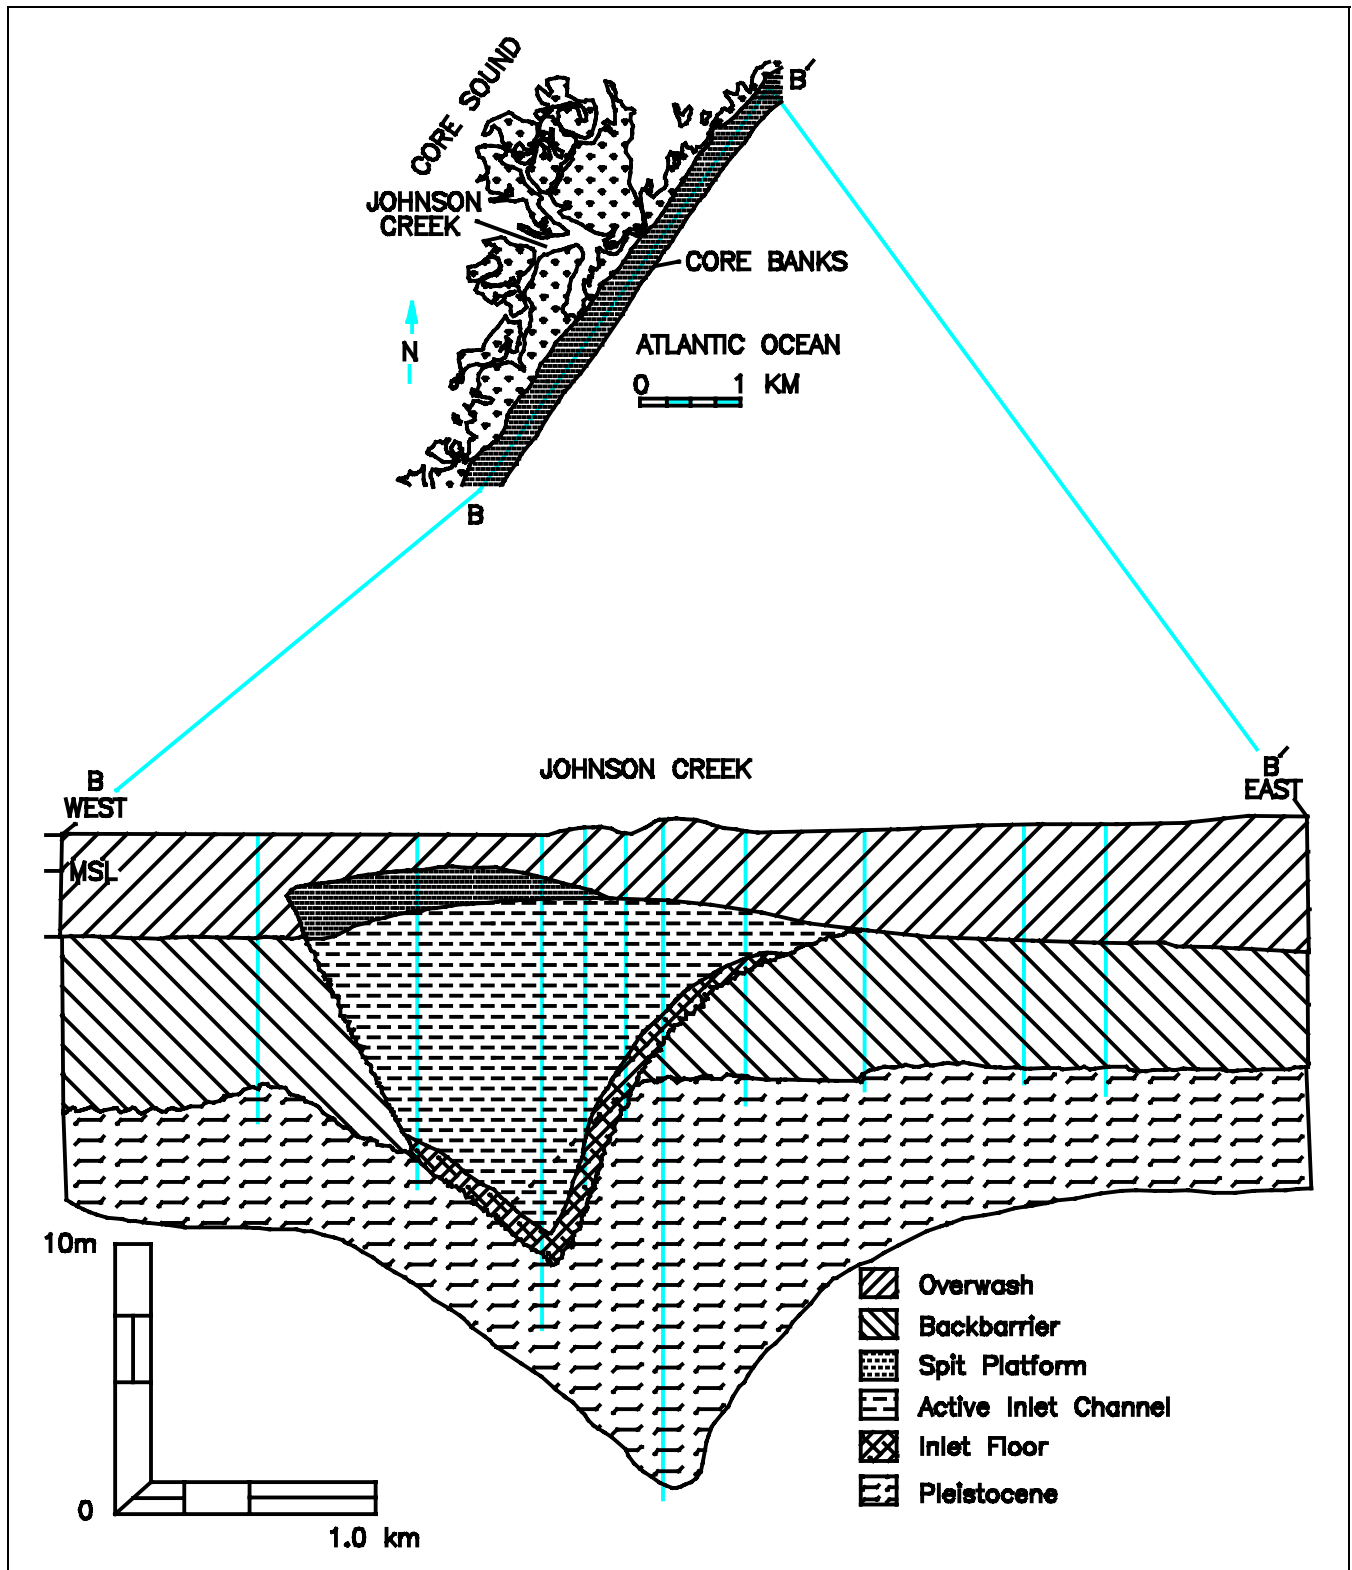 CORE SOUND
B′
JOHNSON
CREEK
CORE BANKS
N
ATLANTIC OCEAN
0 1 KM
B
JOHNSON CREEK
B
WEST
B′
EAST
MSL
10m
0
1.0 km
Overwash
Backbarrier
Spit Platform
Active Inlet Channel
Inlet Floor
Pleistocene